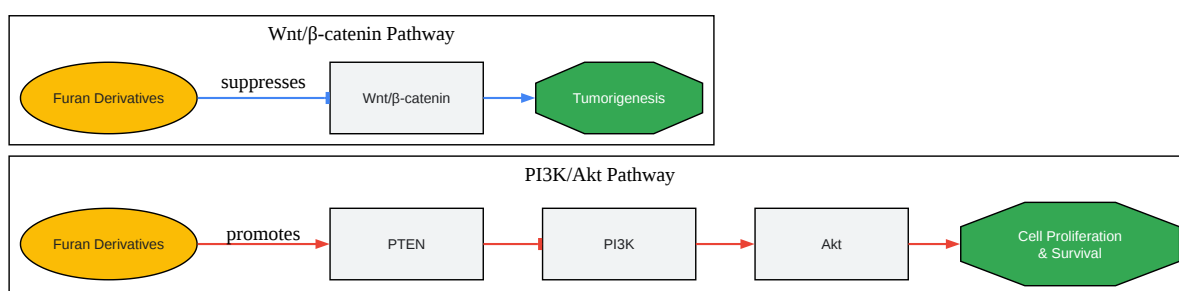 Wnt/β-catenin Pathway
Furan Derivatives
suppresses
Wnt/β-catenin
Tumorigenesis
PI3K/Akt Pathway
Furan Derivatives
promotes
PTEN
PI3K
Akt
Cell Proliferation
& Survival